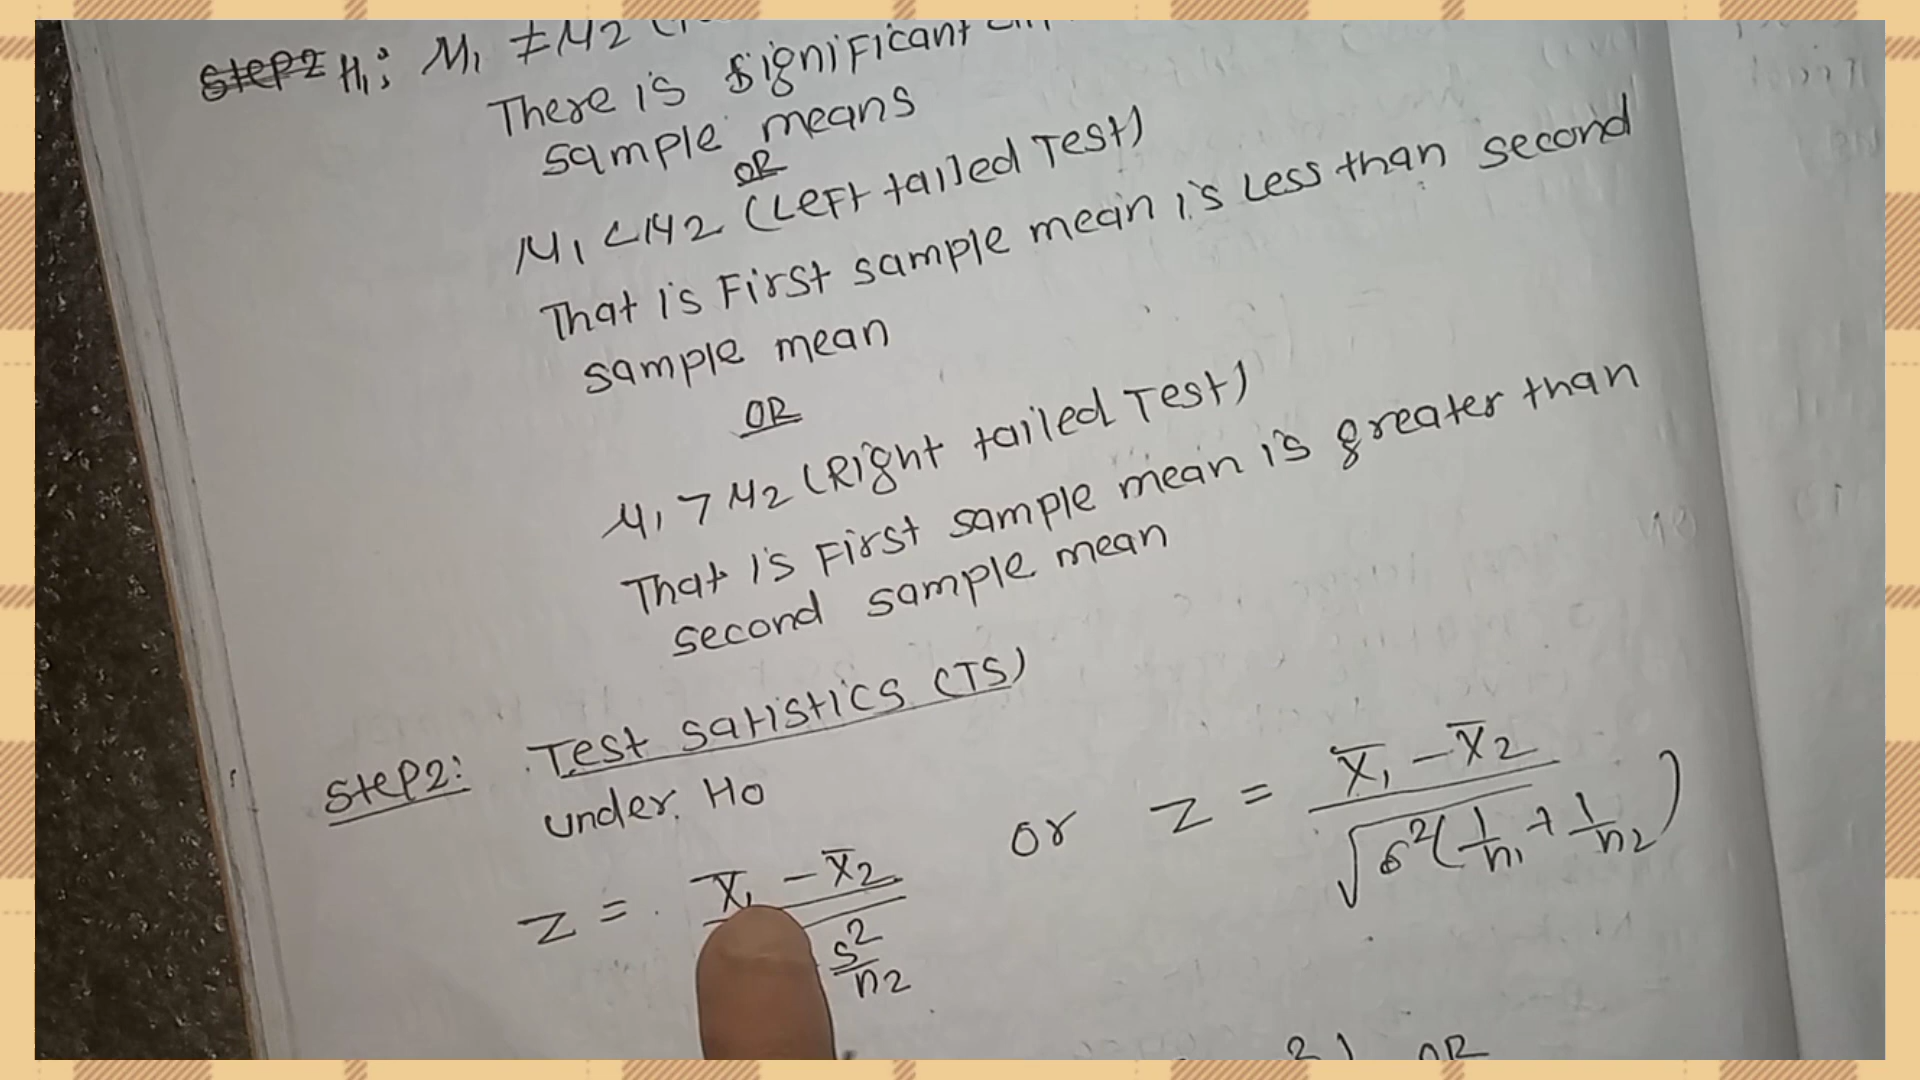 Step2 H1: μ1 ≠ μ2
There is significant
sample means
OR
μ1 < μ2 (Left tailed Test)
That is First sample mean is Less than second
sample mean
OR
μ1 > μ2 (Right tailed Test)
That is First sample mean is greater than
second sample mean
Step2: Test satistics (TS)
under H0
Z = X̄1 - X̄2 / √ s²/n2 or Z = X̄1 - X̄2 / √σ²(1/n1 + 1/n2)
OR